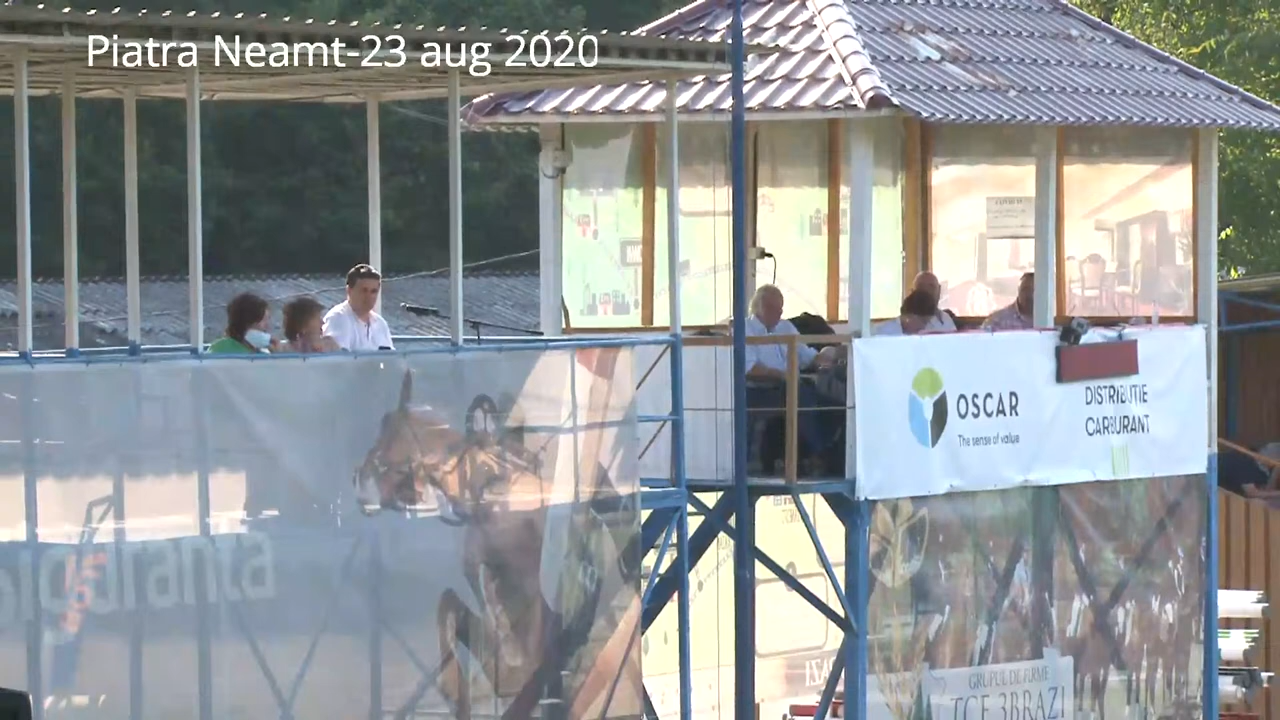 Piatra Neamt-23 aug 2020
OSCAR
The sense of value
DISTRIBUTIE
CARBURANT
GRUPUL DE FIRME
TCE 3BRAZI